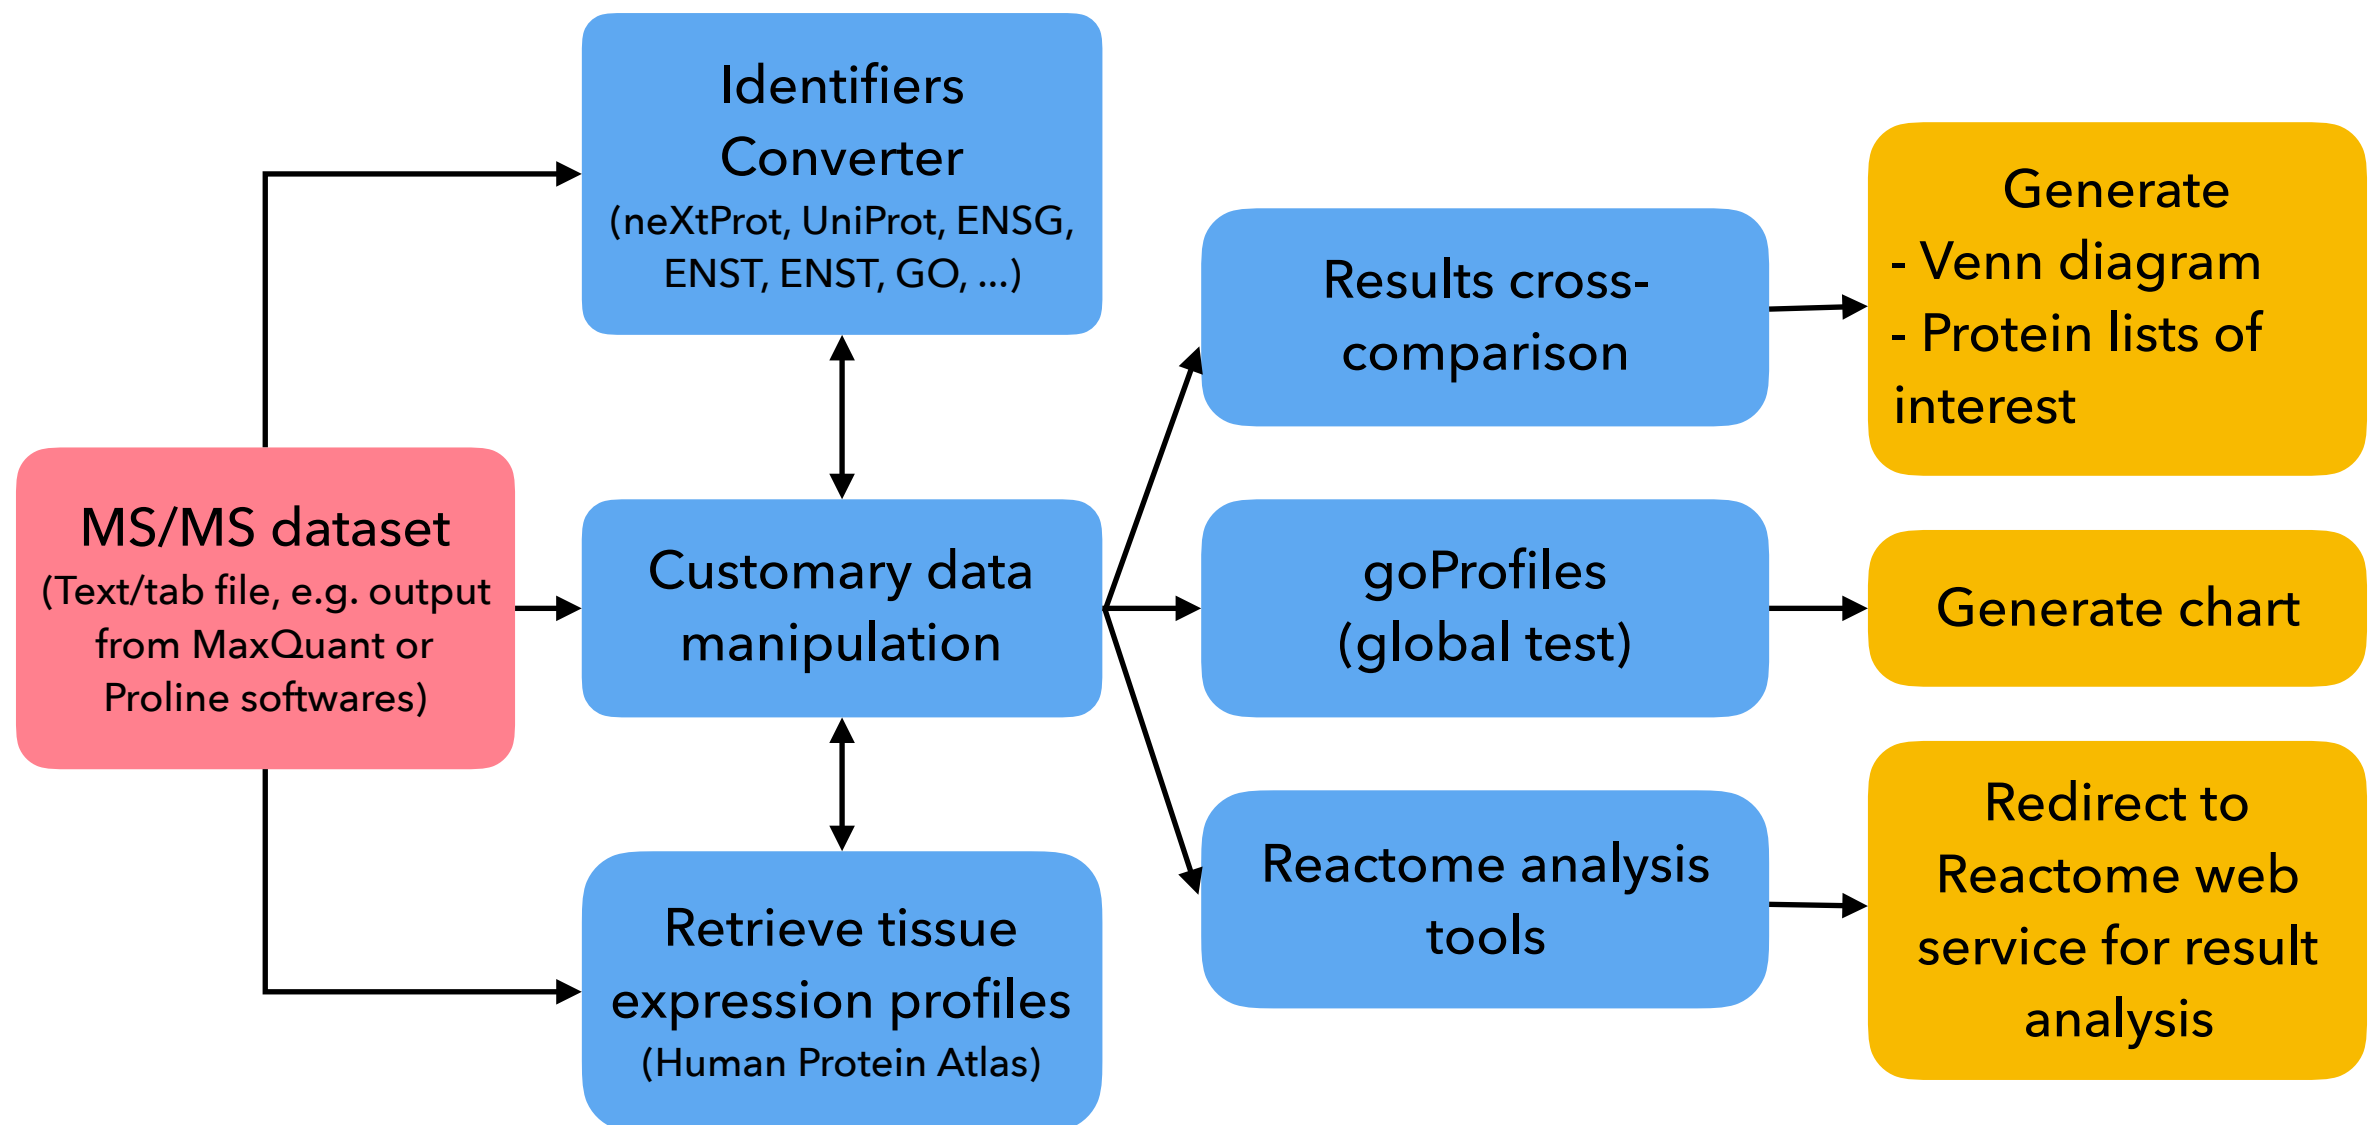 Identifiers
Converter
(neXtProt, UniProt, ENSG,
ENST, ENST, GO, ...)
MS/MS dataset
(Text/tab file, e.g. output
from MaxQuant or
Proline softwares)
Customary data
manipulation
Retrieve tissue
expression profiles
(Human Protein Atlas)
Results cross-
comparison
goProfiles
(global test)
Reactome analysis
tools
Generate
- Venn diagram
- Protein lists of
interest
Generate chart
Redirect to
Reactome web
service for result
analysis